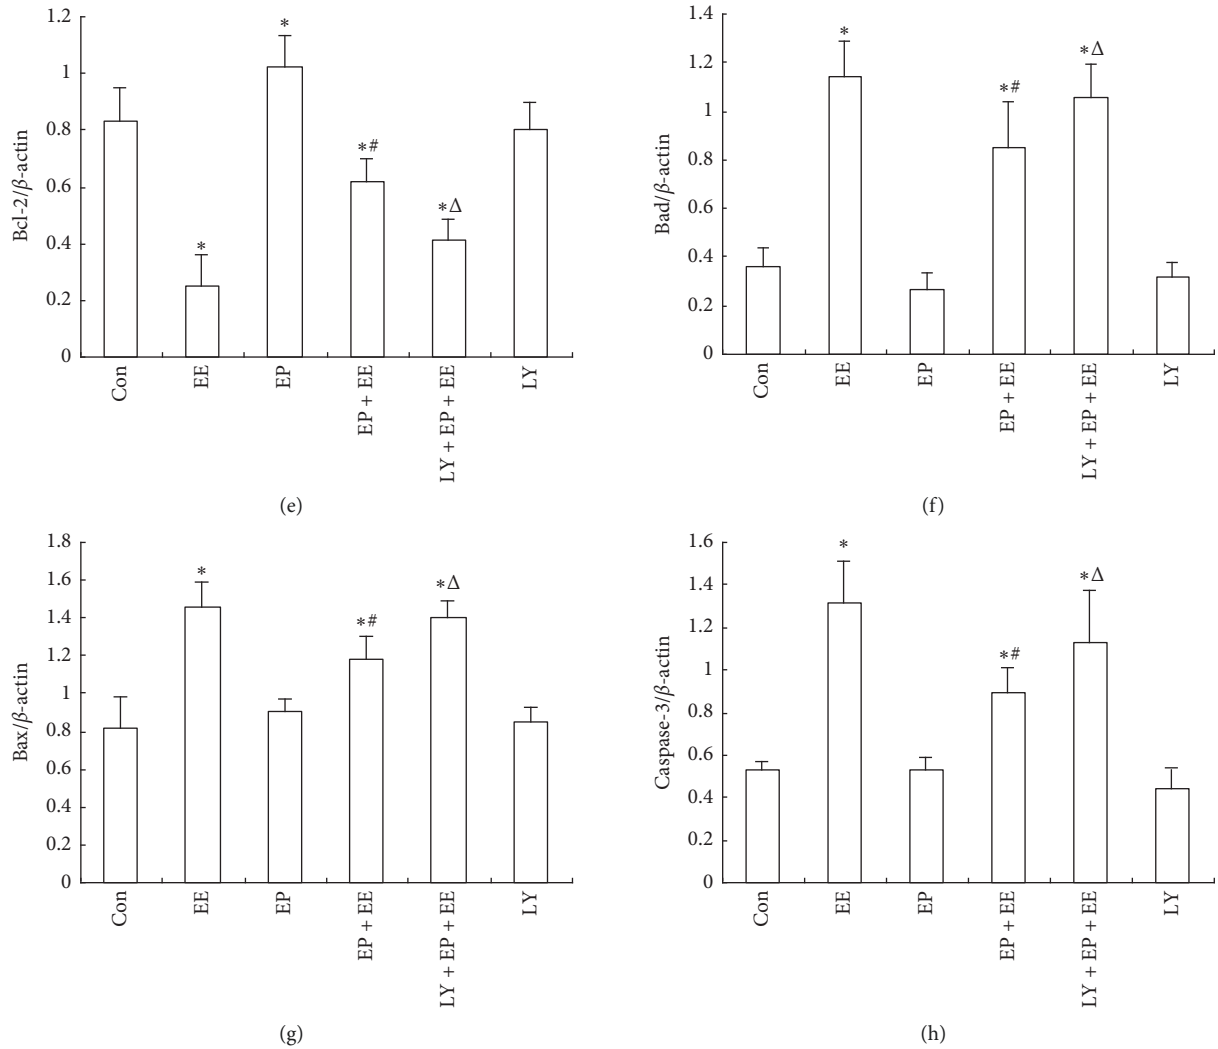 Bcl-2/β-actin
1.2
1
0.8
0.6
0.4
0.2
0
*
*
*
*#
*Δ
Con
EE
EP
EP + EE
LY + EP + EE
LY
(e)
Bad/β-actin
1.4
1.2
1
0.8
0.6
0.4
0.2
0
*
*#
*Δ
Con
EE
EP
EP + EE
LY + EP + EE
LY
(f)
Bax/β-actin
1.8
1.6
1.4
1.2
1
0.8
0.6
0.4
0.2
0
*
*#
*Δ
Con
EE
EP
EP + EE
LY + EP + EE
LY
(g)
Caspase-3/β-actin
1.6
1.4
1.2
1
0.8
0.6
0.4
0.2
0
*
*#
*Δ
Con
EE
EP
EP + EE
LY + EP + EE
LY
(h)